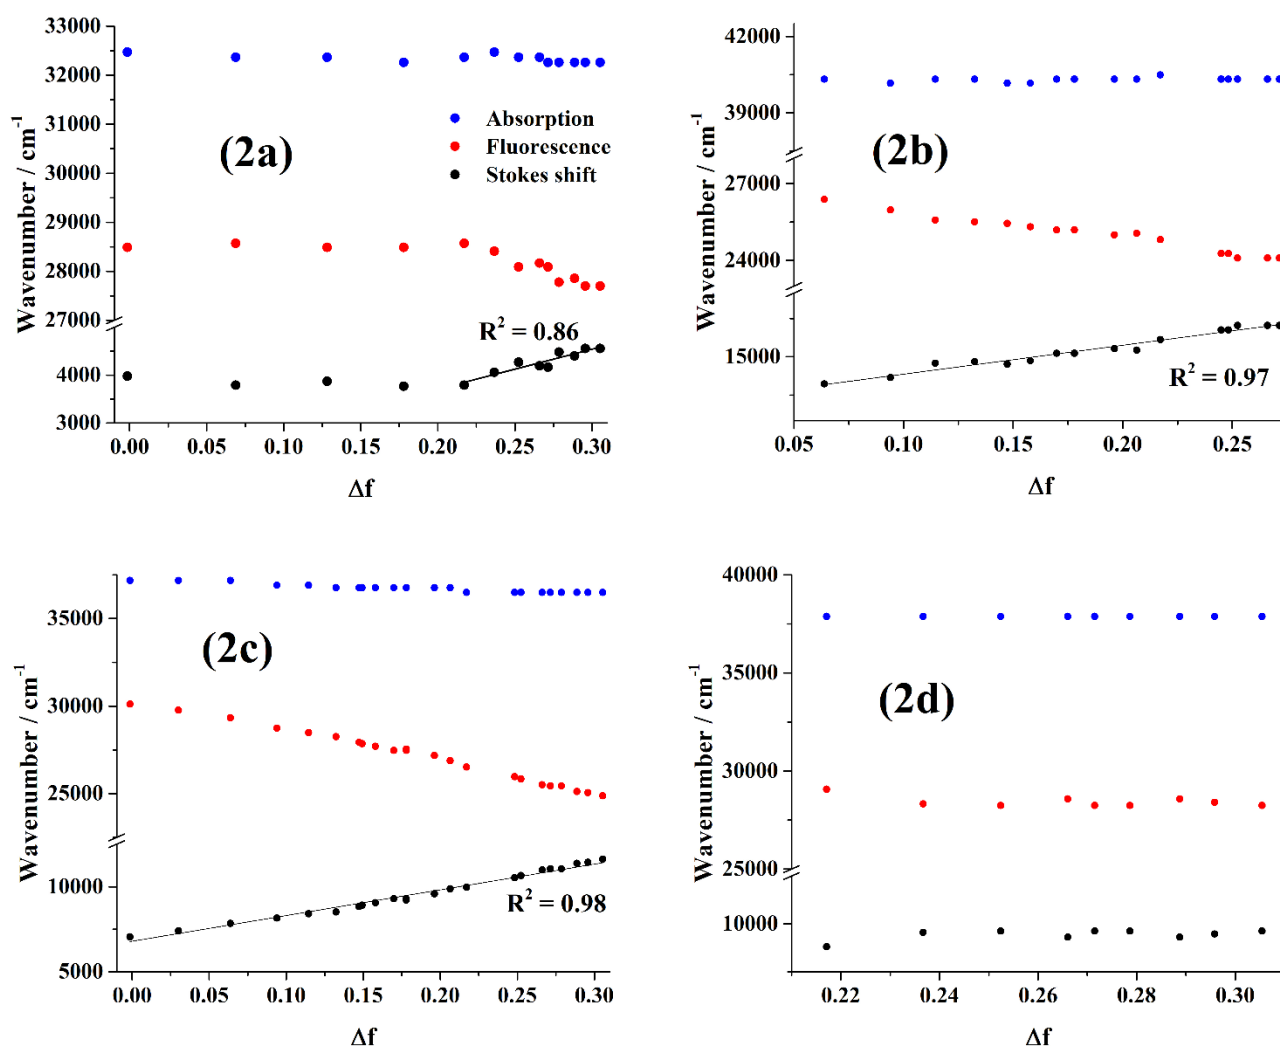 33000
32500
32000
31000
30000
29000
28000
27000
4000
3000
Wavenumber / cm⁻¹
(2a)
Absorption
Fluorescence
Stokes shift
R² = 0.86
0.00 0.05 0.10 0.15 0.20 0.25 0.30
Δf
42000
39000
27000
24000
15000
Wavenumber / cm⁻¹
(2b)
R² = 0.97
0.05 0.10 0.15 0.20 0.25
Δf
35000
30000
25000
10000
5000
Wavenumber / cm⁻¹
(2c)
R² = 0.98
0.00 0.05 0.10 0.15 0.20 0.25 0.30
Δf
40000
35000
30000
25000
10000
Wavenumber / cm⁻¹
(2d)
0.22 0.24 0.26 0.28 0.30
Δf